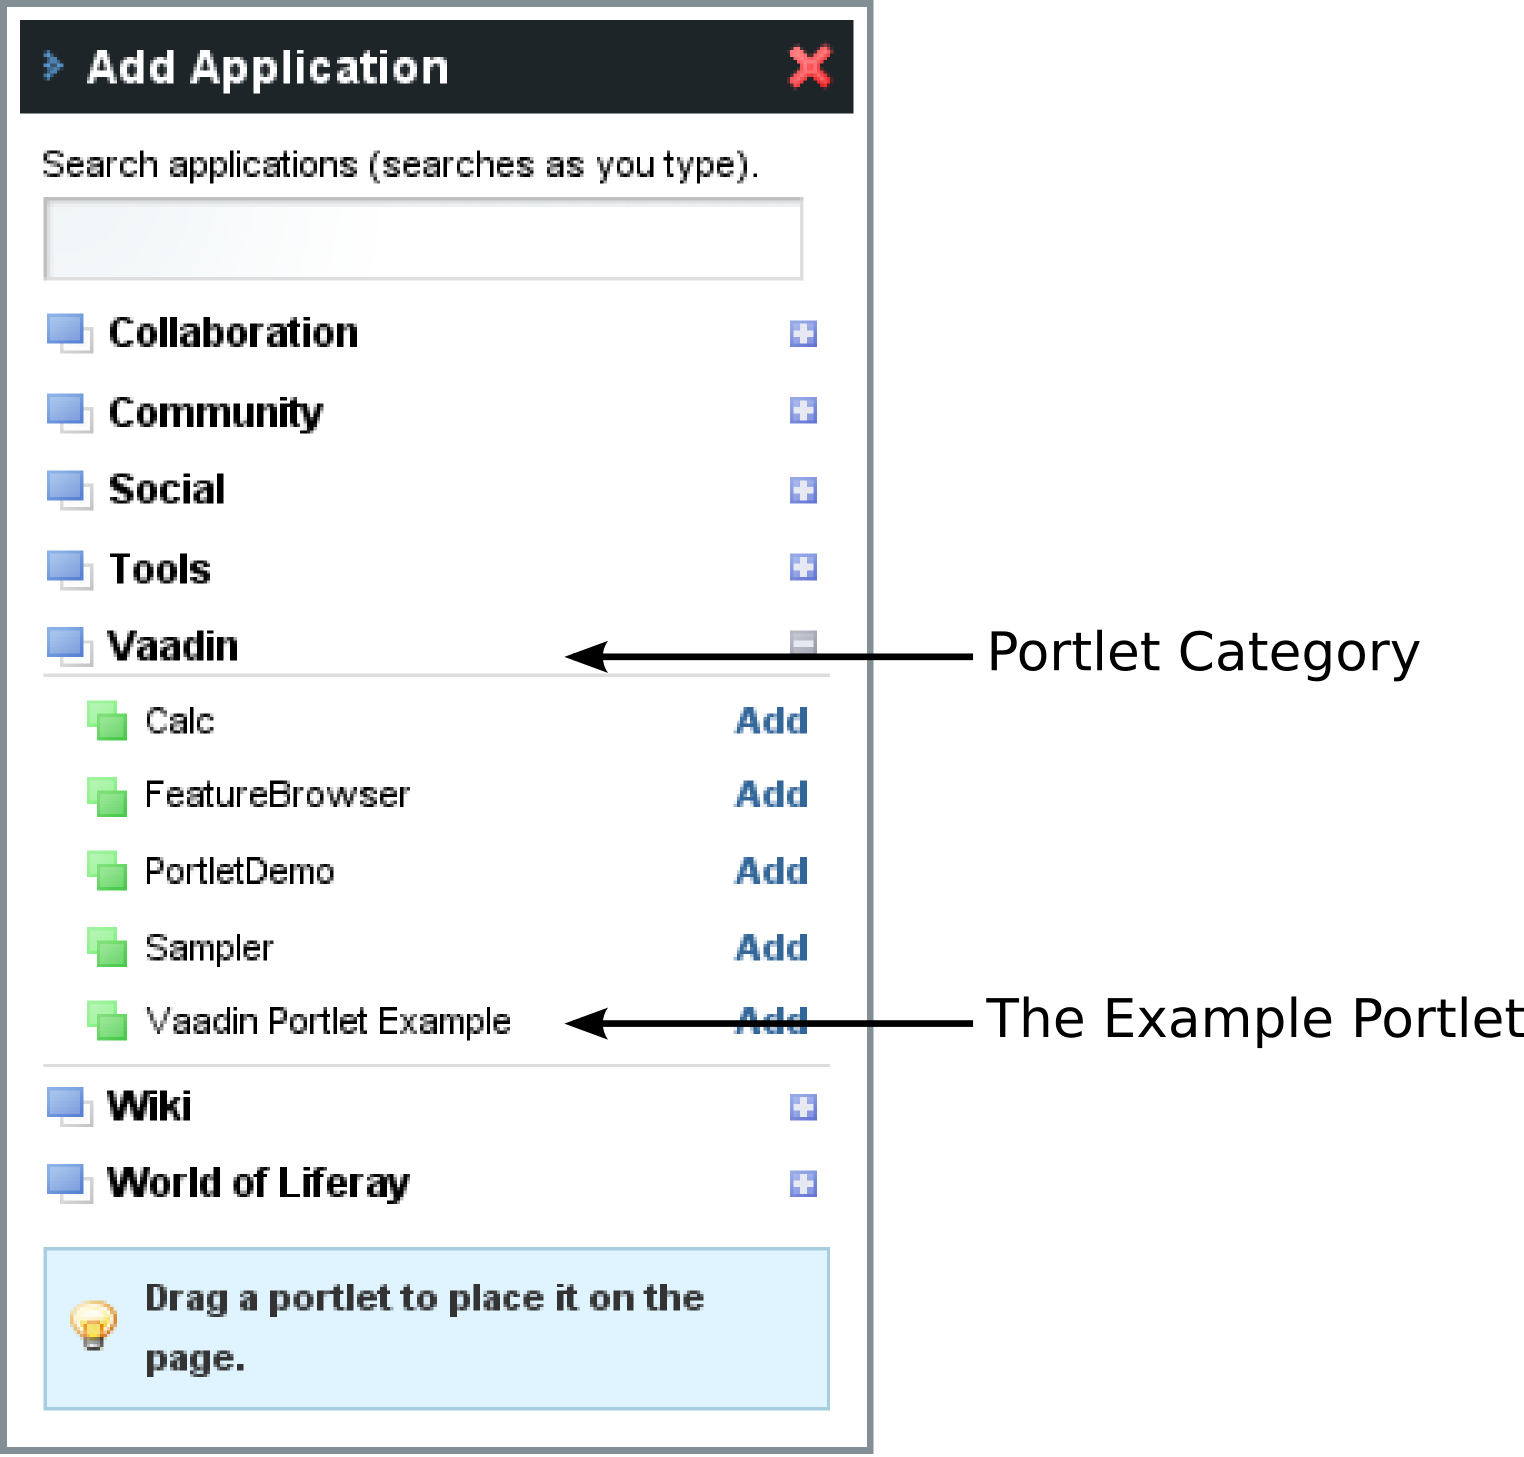 Add Application
Search applications (searches as you type).
Collaboration
Community
Social
Tools
Vaadin
Portlet Category
Calc Add
FeatureBrowser Add
PortletDemo Add
Sampler Add
Vaadin Portlet Example Add
The Example Portlet
Wiki
World of Liferay
Drag a portlet to place it on the
page.